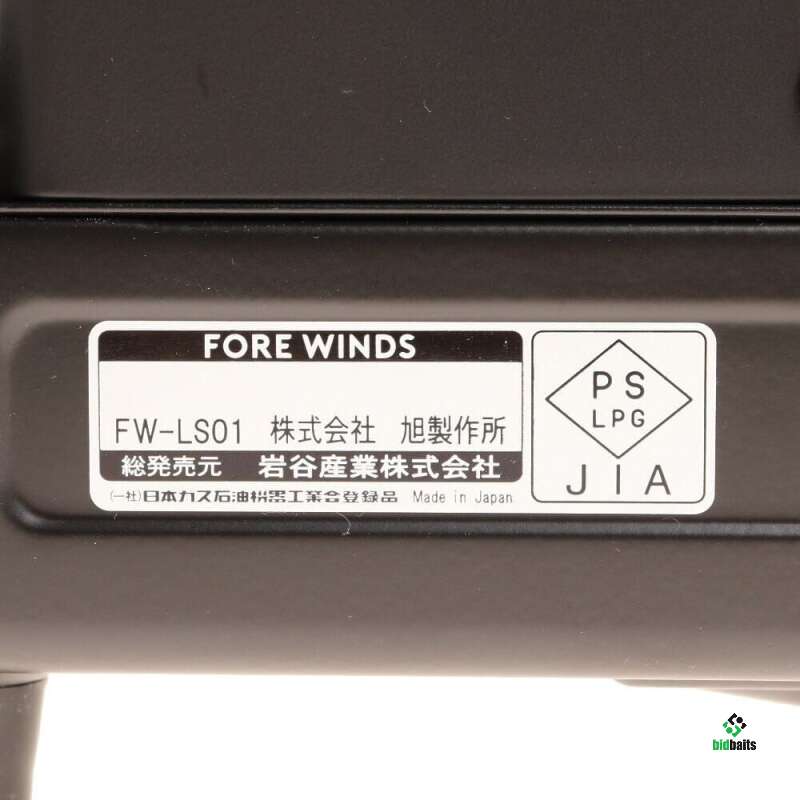 FORE WINDS
FW-LS01 株式会社 旭製作所
総発売元 岩谷産業株式会社
(一社)日本ガス石油機器工業会登録品 Made in Japan
PS
LPG
JIA
bidbaits